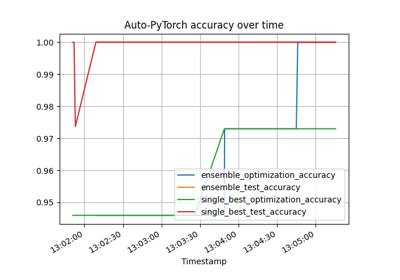 Auto-PyTorch accuracy over time
1.00
0.99
0.98
0.97
0.96
0.95
ensemble_optimization_accuracy
ensemble_test_accuracy
single_best_optimization_accuracy
single_best_test_accuracy
13:02:00
13:02:30
13:03:00
13:03:30
13:04:00
13:04:30
13:05:00
Timestamp